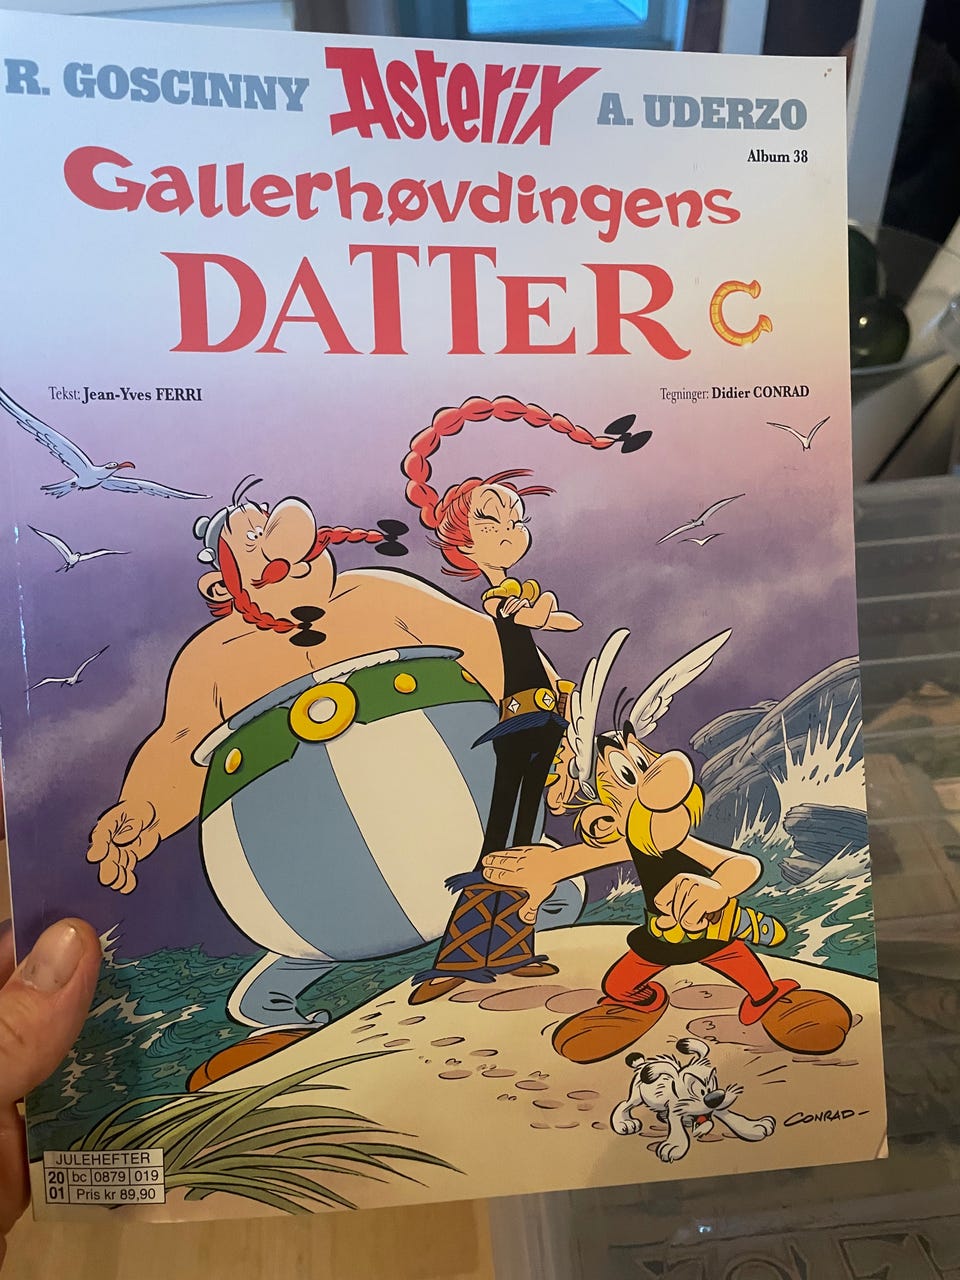 R. GOSCINNY Asterix A. UDERZO
Album 38
Gallerhøvdingens
DATTER
Tekst: Jean-Yves FERRI
Tegninger: Didier CONRAD
CONRAD-
JULEHEFTER
20 bc 0879 019
01 Pris kr 89,90